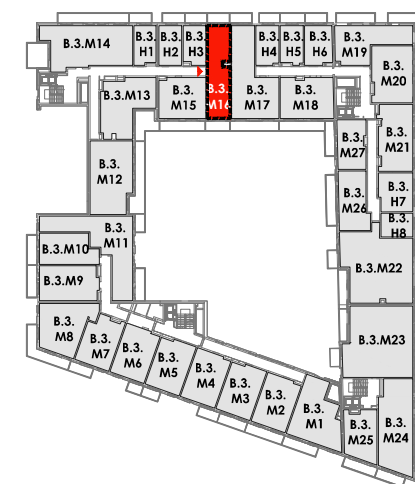 B.3.M14
B.3.
H1
B.3.
H2
B.3.
H3
B.3.
H4
B.3.
H5
B.3.
H6
B.3.
M19
B.3.
M20
B.3.M13
B.3.
M15
B.3.
M16
B.3.
M17
B.3.
M18
B.3.
M21
B.3.
M27
B.3.
M12
B.3.
M26
B.3.
H7
B.3.
H8
B.3.
M11
B.3.M10
B.3.M22
B.3.M9
B.3.
M8
B.3.
M7
B.3.
M6
B.3.
M5
B.3.
M4
B.3.
M3
B.3.
M2
B.3.
M1
B.3.M23
B.3.
M25
B.3.
M24